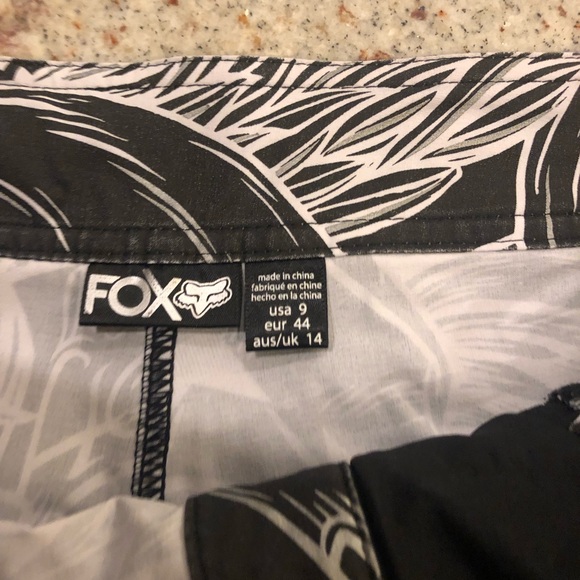 FOX
made in china
fabriqué en chine
hecho en la china
usa 9
eur 44
aus/uk 14